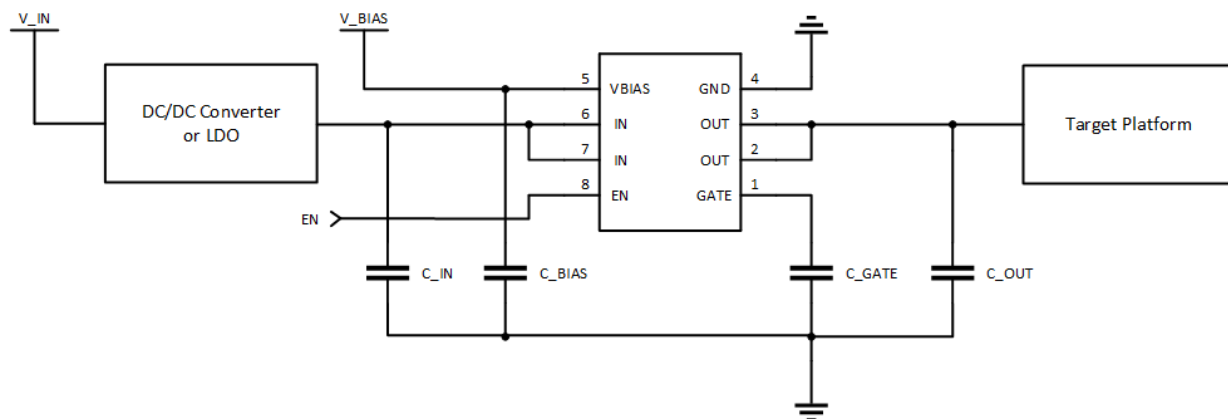 V_IN
V_BIAS
DC/DC Converter
or LDO
5
VBIAS
GND
4
6
IN
OUT
3
7
IN
OUT
2
8
EN
GATE
1
Target Platform
EN
C_IN
C_BIAS
C_GATE
C_OUT